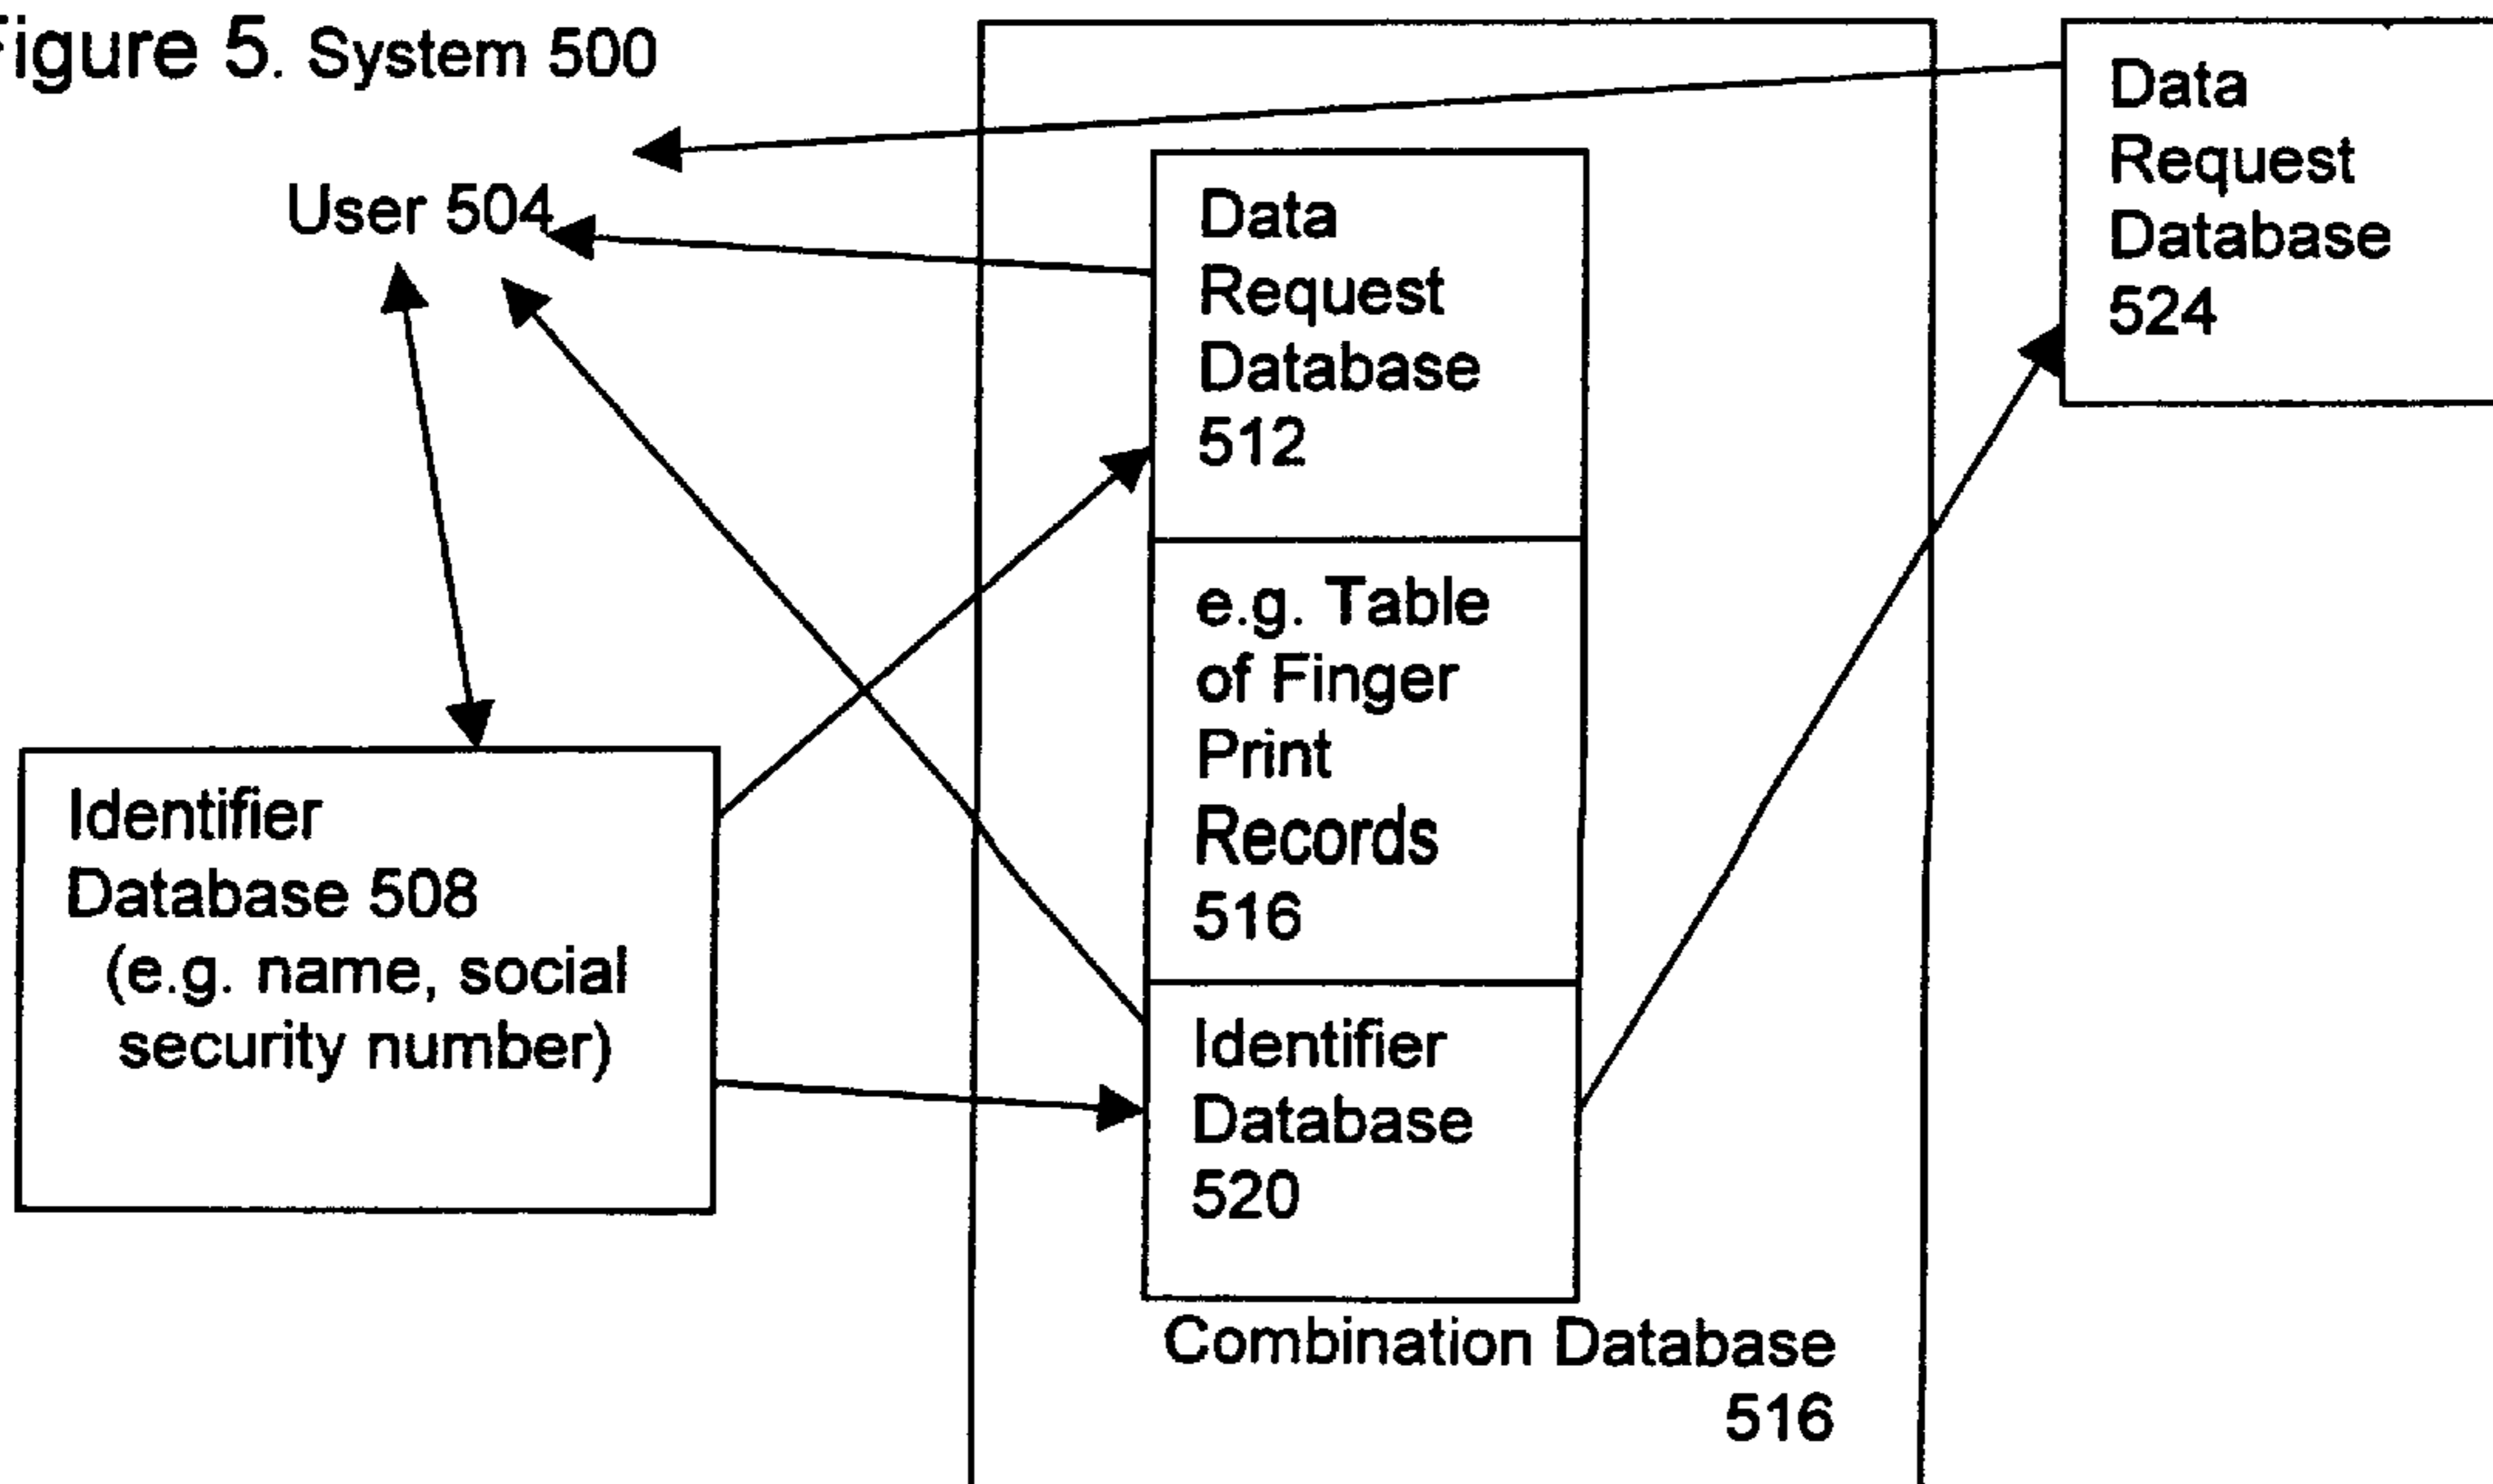 Figure 5. System 500
User 504
Data
Request
Database
512
e.g. Table
of Finger
Print
Records
516
Identifier
Database
520
Combination Database
516
Data
Request
Database
524
Identifier
Database 508
(e.g. name, social
security number)